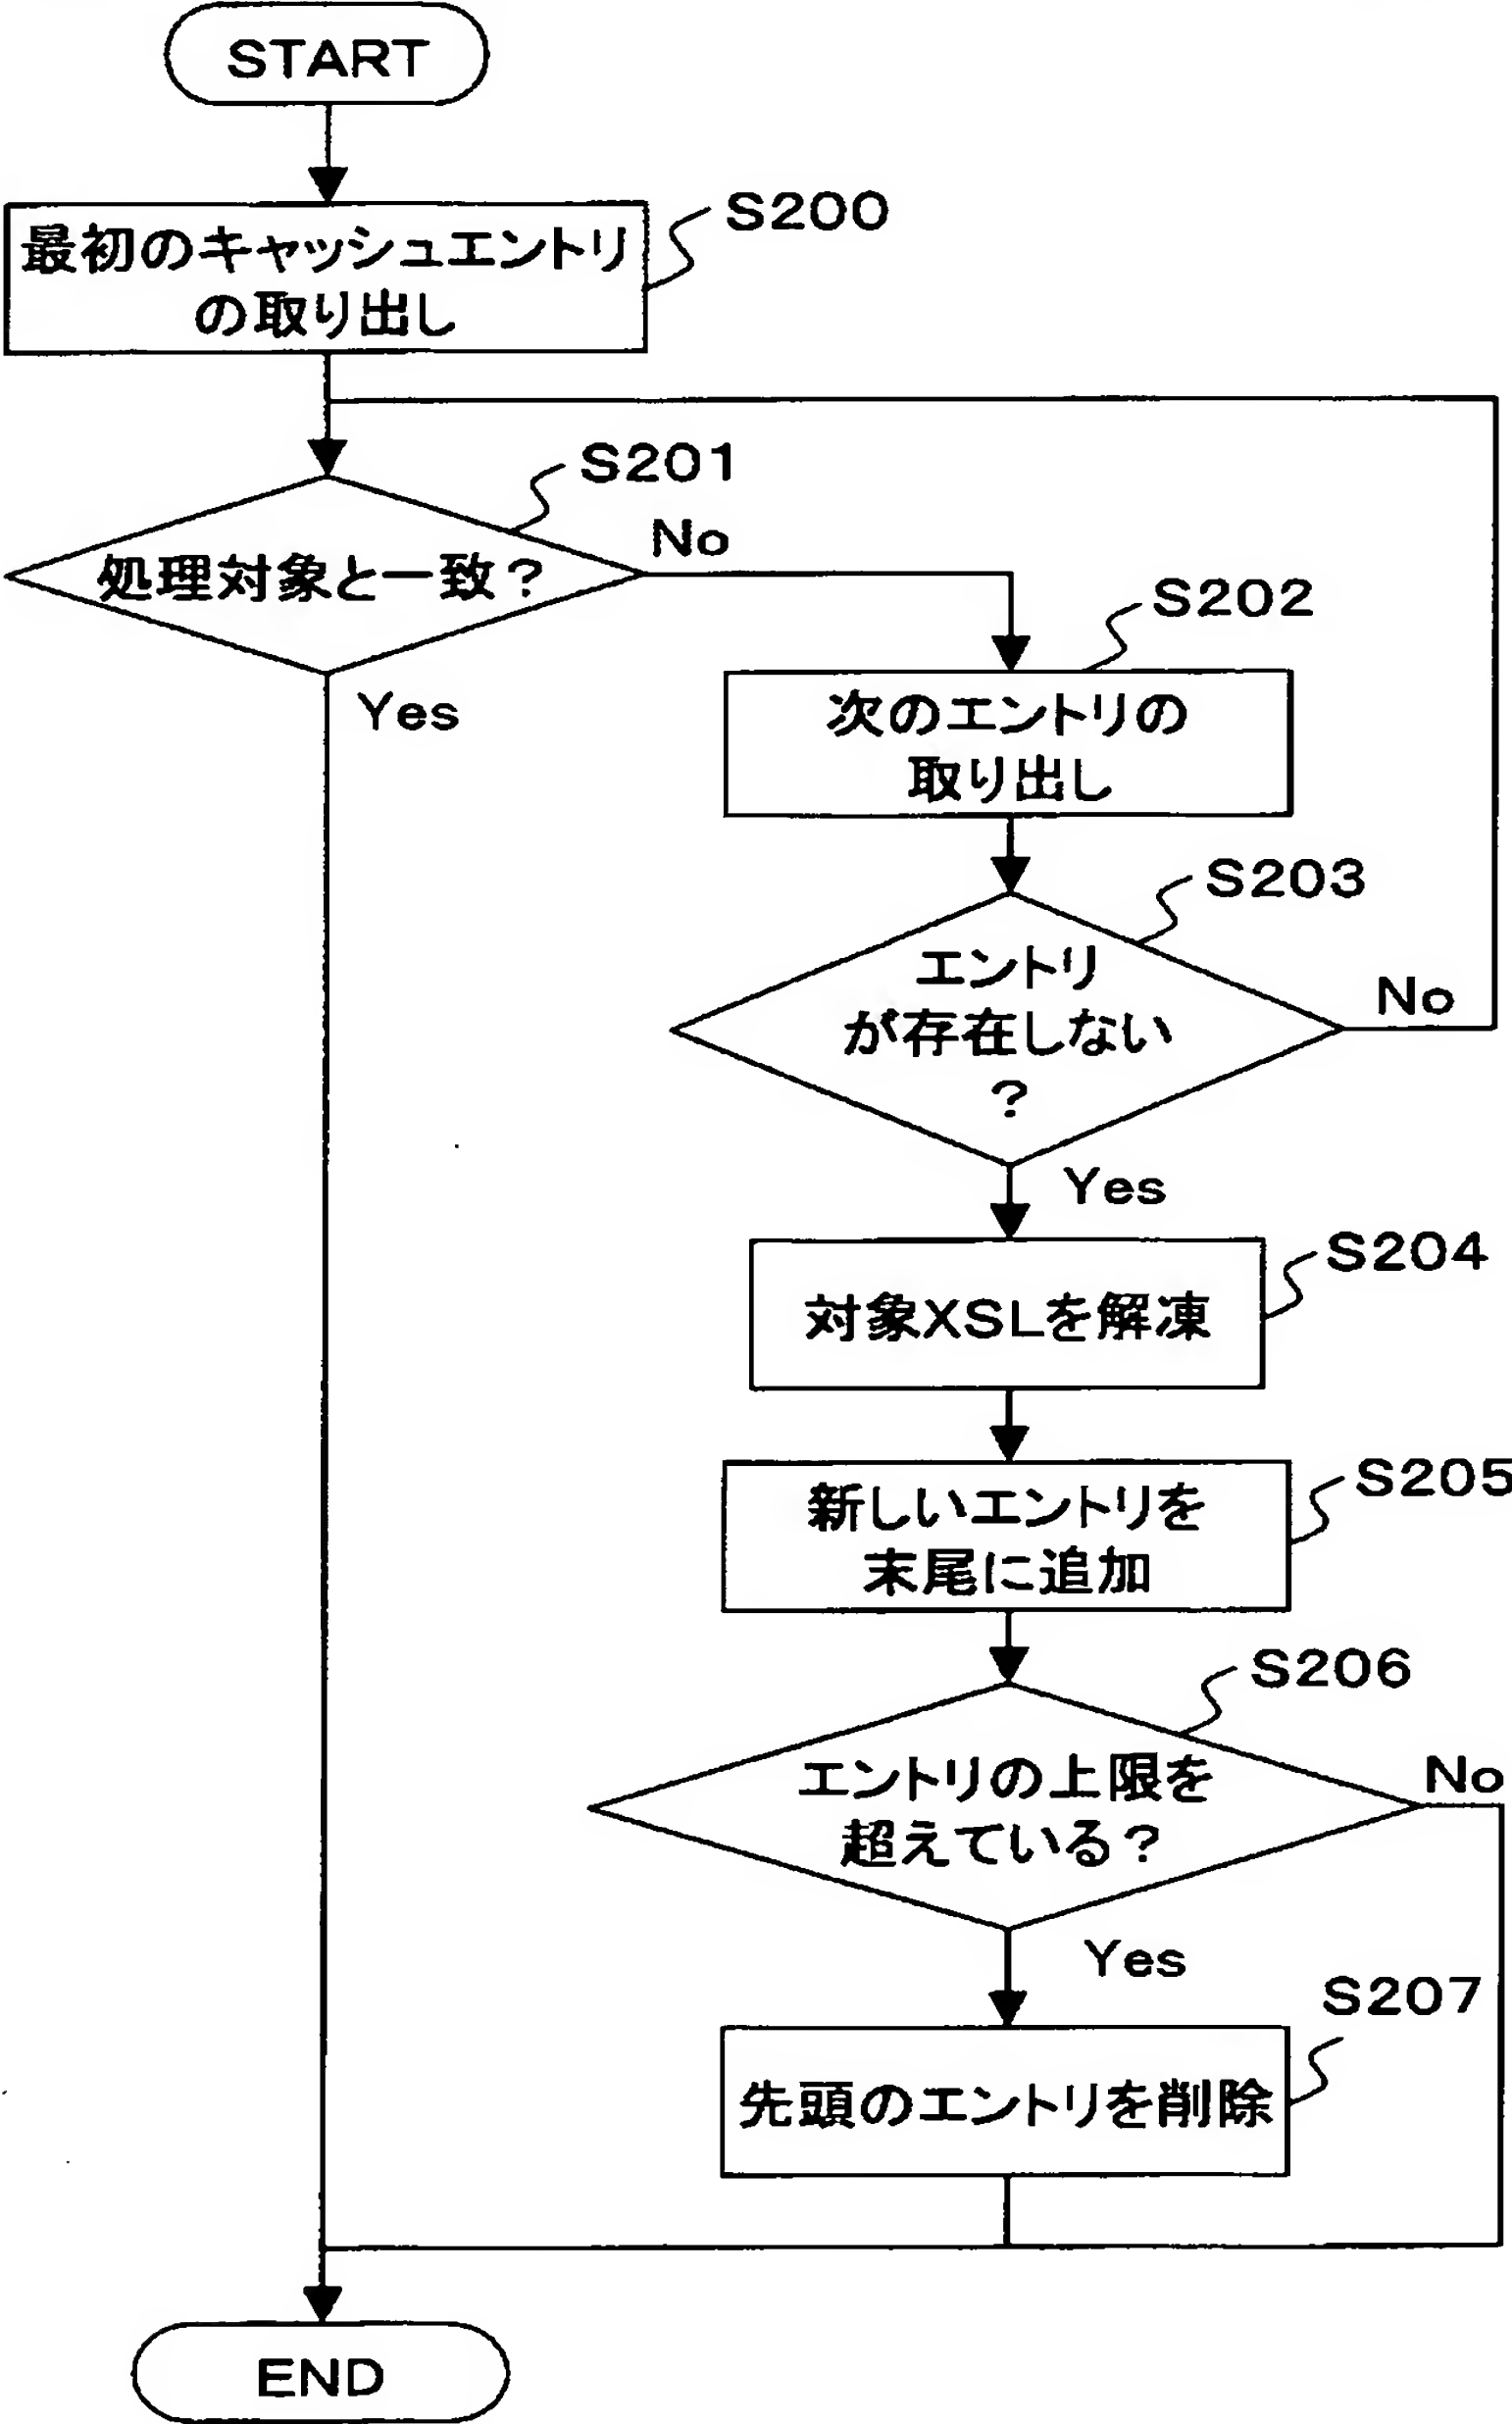 START
S200
最初のキャッシュエントリ
の取り出し
S201
処理対象と一致？
No
Yes
S202
次のエントリの
取り出し
S203
エントリ
が存在しない
？
No
Yes
S204
対象XSLを解凍
S205
新しいエントリを
末尾に追加
S206
エントリの上限を
超えている？
No
Yes
S207
先頭のエントリを削除
END